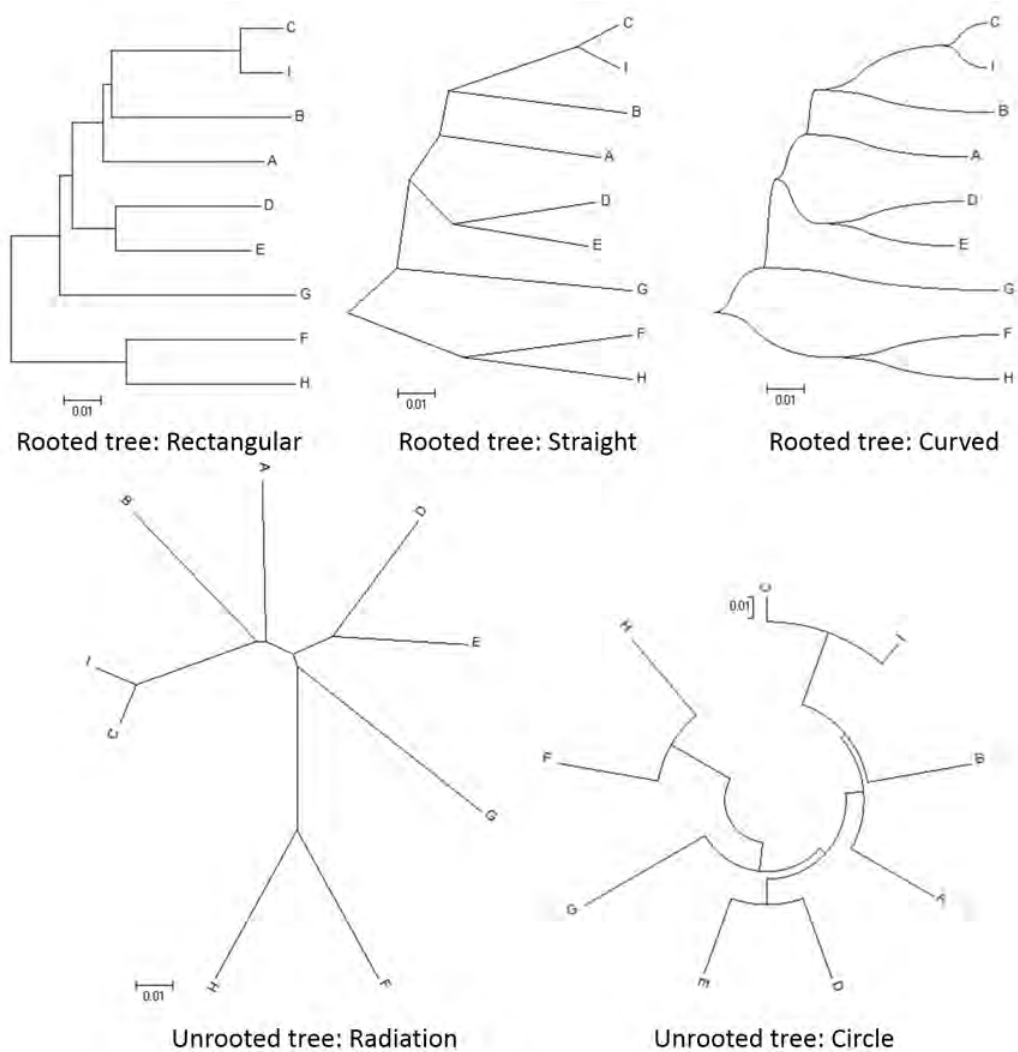 C
I
B
A
D
E
G
F
H
0.01
Rooted tree: Rectangular
C
I
B
A
D
E
G
F
H
0.01
Rooted tree: Straight
C
I
B
A
D
E
G
F
H
0.01
Rooted tree: Curved
A
B
D
E
I
C
G
H
F
0.01
Unrooted tree: Radiation
0.01
C
I
H
F
B
A
G
E
D
Unrooted tree: Circle